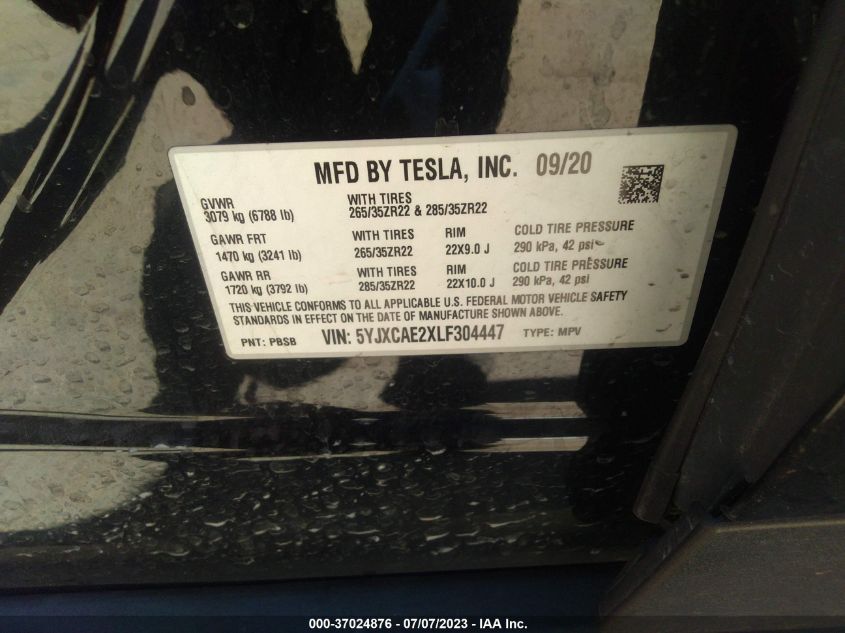 MFD BY TESLA, INC. 09/20
GVWR
3079 kg (6788 lb)
WITH TIRES
265/35ZR22 & 285/35ZR22
GAWR FRT
1470 kg (3241 lb)
WITH TIRES
265/35ZR22
RIM
22X9.0 J
COLD TIRE PRESSURE
290 kPa, 42 psi
GAWR RR
1720 kg (3792 lb)
WITH TIRES
285/35ZR22
RIM
22X10.0 J
COLD TIRE PRESSURE
290 kPa, 42 psi
THIS VEHICLE CONFORMS TO ALL APPLICABLE U.S. FEDERAL MOTOR VEHICLE SAFETY
STANDARDS IN EFFECT ON THE DATE OF MANUFACTURE SHOWN ABOVE.
PNT: PBSB VIN: 5YJXCAE2XLF304447 TYPE: MPV
000-37024876 / 07/07/2023 - IAA Inc.